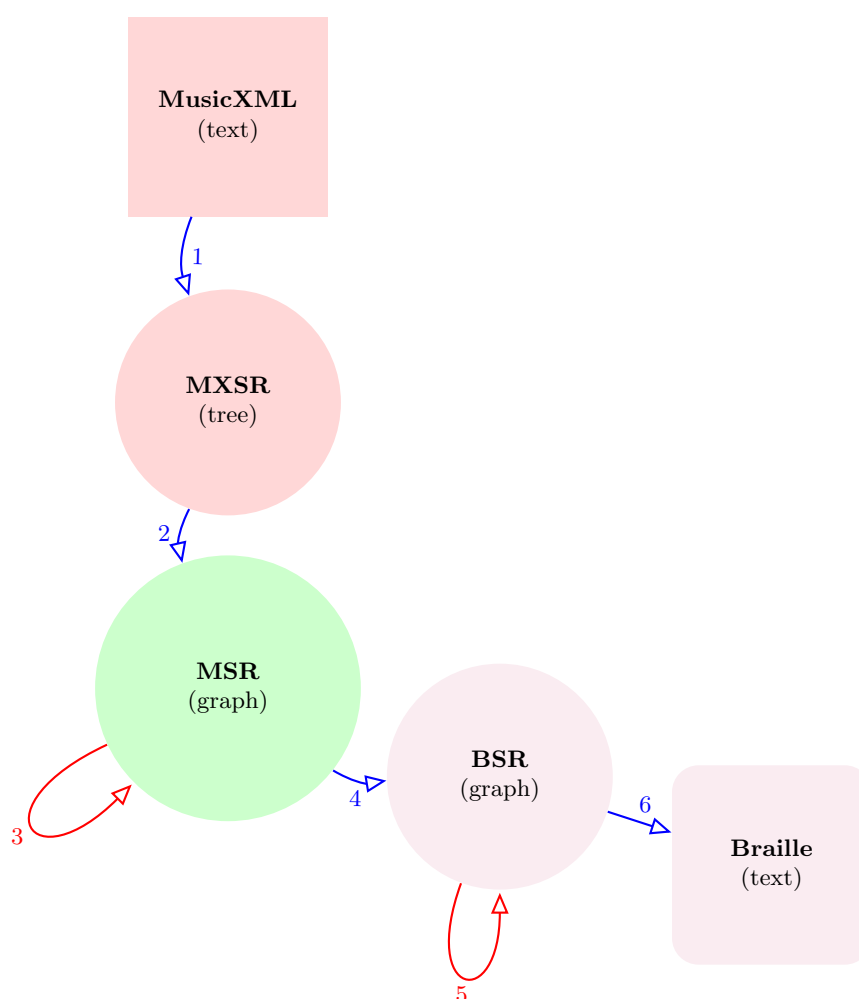 MusicXML
(text)
1
MXSR
(tree)
2
MSR
(graph)
3
4
BSR
(graph)
5
6
Braille
(text)